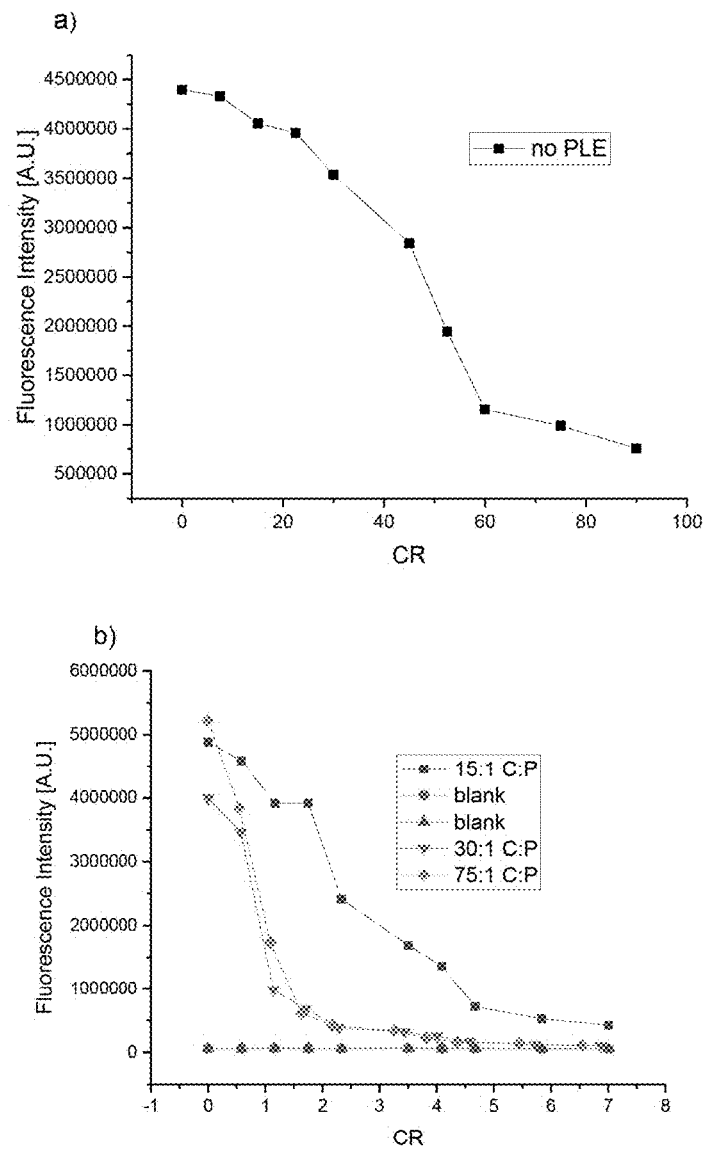 a)
4500000
4000000
3500000
3000000
2500000
2000000
1500000
1000000
500000
Fluorescence Intensity [A.U.]
no PLE
0 20 40 60 80 100
CR
b)
6000000
5000000
4000000
3000000
2000000
1000000
0
Fluorescence Intensity [A.U.]
15:1 C:P
blank
blank
30:1 C:P
75:1 C:P
-1 0 1 2 3 4 5 6 7 8
CR